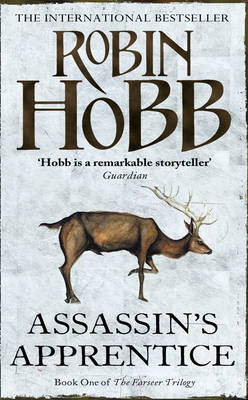 THE INTERNATIONAL BESTSELLER
ROBIN
HOBB
'Hobb is a remarkable storyteller'
Guardian
ASSASSIN'S
APPRENTICE
Book One of The Farseer Trilogy